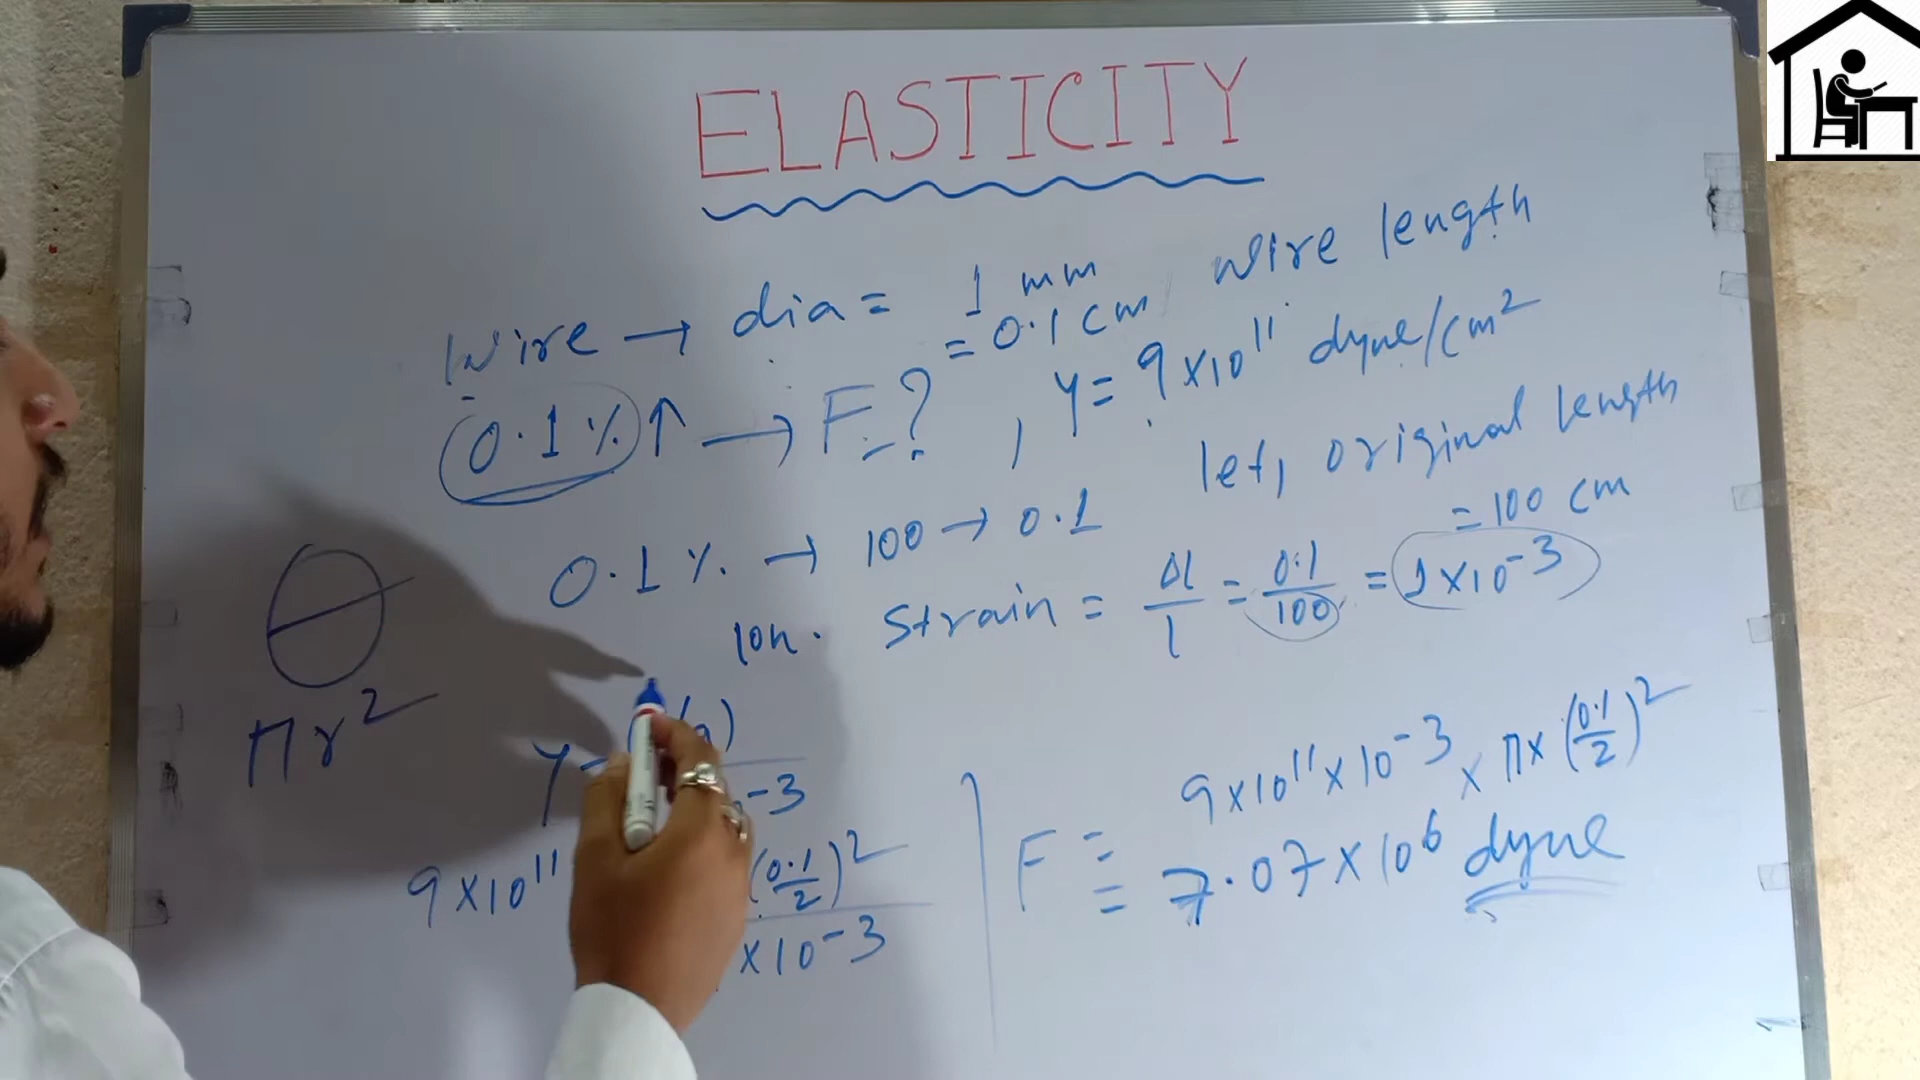 ELASTICITY
Wire → dia = 1 mm
= 0.1 cm
wire length
0.1 % ↑ → F = ? , Y = 9 × 10¹¹ dyne/cm²
let, original length
= 100 cm
0.1 % → 100 → 0.1
lon. strain = Δl/l = 0.1/100 = 1 × 10⁻³
πr²
Y =
-3
9 × 10¹¹ (0.1/2)²
× 10⁻³
F = 9 × 10¹¹ × 10⁻³ × π × (0.1/2)²
= 7.07 × 10⁶ dyne